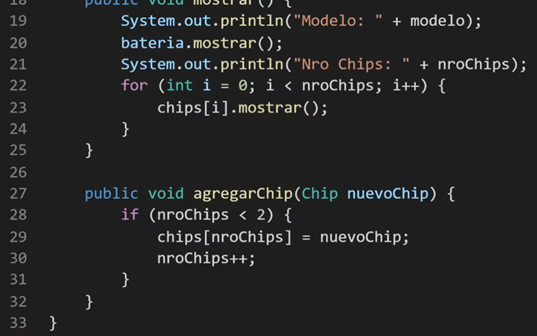 18     public void mostrar() {
19         System.out.println("Modelo: " + modelo);
20         bateria.mostrar();
21         System.out.println("Nro Chips: " + nroChips);
22         for (int i = 0; i < nroChips; i++) {
23             chips[i].mostrar();
24         }
25     }
26
27     public void agregarChip(Chip nuevoChip) {
28         if (nroChips < 2) {
29             chips[nroChips] = nuevoChip;
30             nroChips++;
31         }
32     }
33 }